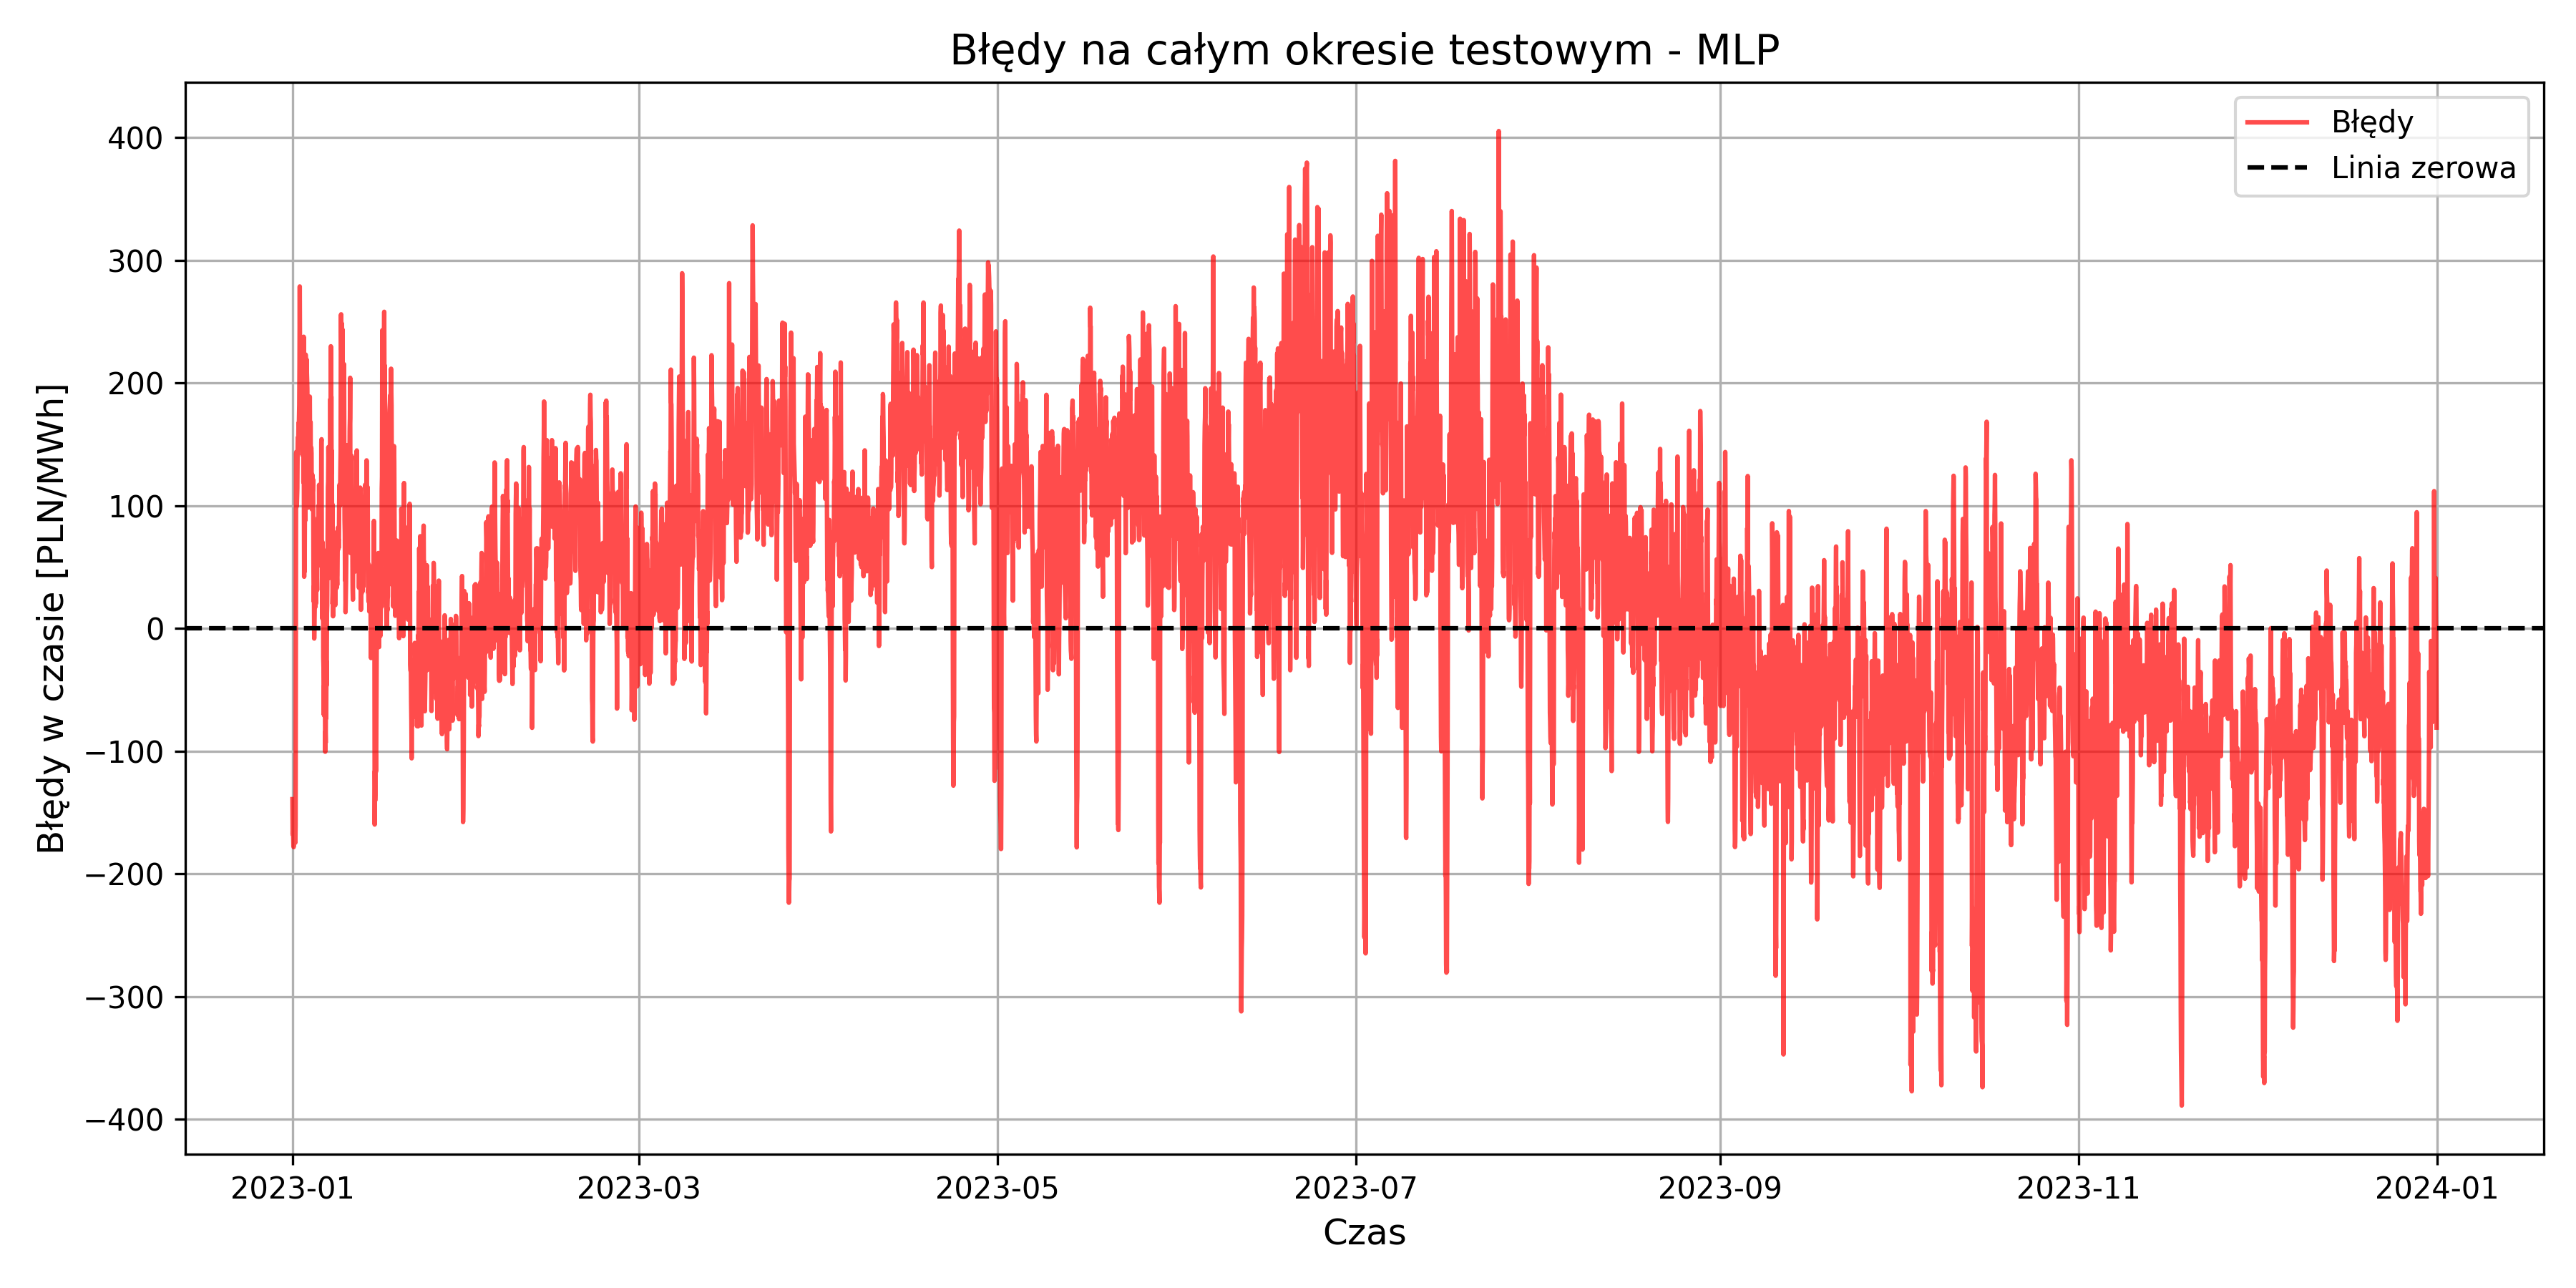 Błędy na całym okresie testowym - MLP
Błędy
Linia zerowa
Błędy w czasie [PLN/MWh]
400
300
200
100
0
−100
−200
−300
−400
2023-01 2023-03 2023-05 2023-07 2023-09 2023-11 2024-01
Czas